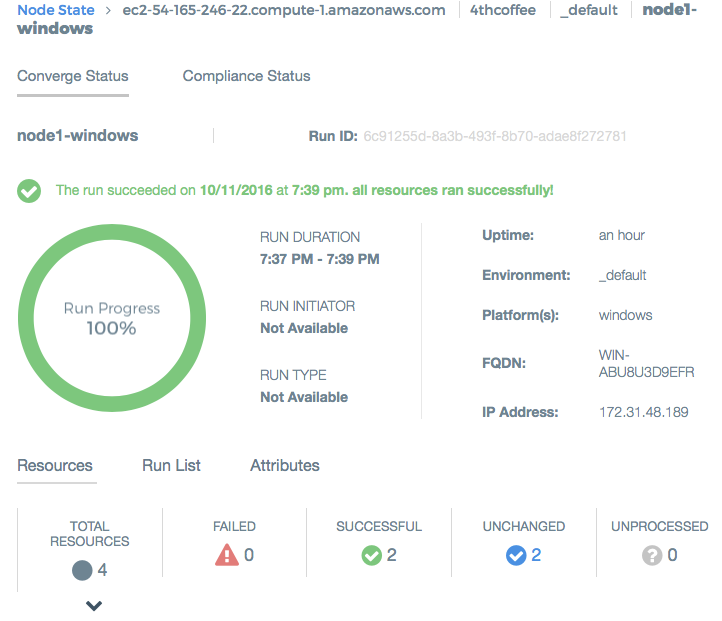 Node State > ec2-54-165-246-22.compute-1.amazonaws.com 4thcoffee _default node1-
windows
Converge Status Compliance Status
node1-windows Run ID: 6c91255d-8a3b-493f-8b70-adae8f272781
The run succeeded on 10/11/2016 at 7:39 pm. all resources ran successfully!
Run Progress
100%
RUN DURATION
7:37 PM - 7:39 PM
RUN INITIATOR
Not Available
RUN TYPE
Not Available
Uptime: an hour
Environment: _default
Platform(s): windows
FQDN: WIN-
ABU8U3D9EFR
IP Address: 172.31.48.189
Resources Run List Attributes
TOTAL
RESOURCES
4
FAILED
0
SUCCESSFUL
2
UNCHANGED
2
UNPROCESSED
0